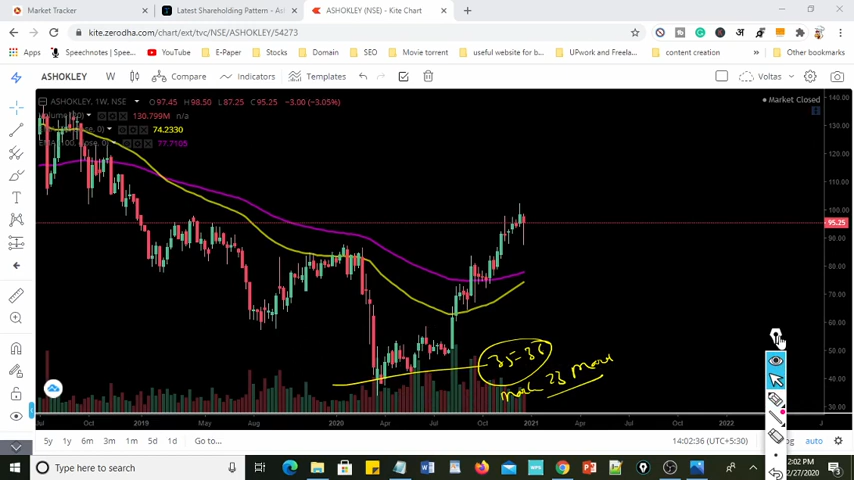 Market Tracker
Latest Shareholding Pattern - As
ASHOKLEY (NSE) - Kite Chart
kite.zerodha.com/chart/ext/tvc/NSE/ASHOKLEY/54273
Apps
Speechnotes | Spee...
YouTube
E-Paper
Stocks
Domain
SEO
Movie torrent
useful website for b...
UPwork and Freela...
content creation
Other bookmarks
ASHOKLEY W Compare Indicators Templates Voltas
ASHOKLEY, 1W, NSE O 97.45 H 98.50 L 87.25 C 95.25 -3.00 (-3.05%)
Market Closed
130.799M n/a
74.2330
77.7105
140.00
130.00
120.00
110.00
100.00
95.25
90.00
80.00
70.00
60.00
50.00
40.00
30.00
35-36
23
Jul Oct 2019 May Aug 2020 Apr Jul Oct 2021 Apr Jul Oct 2022
5y 1y 6m 3m 1m 5d 1d Go to...
14:02:36 (UTC+5:30) auto
Type here to search
2:02 PM
12/27/2020